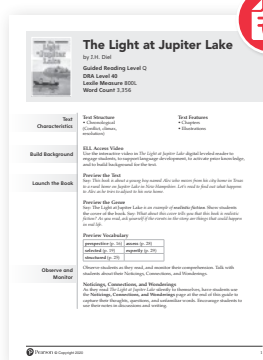 The Light at Jupiter Lake
by J.H. Diel
Guided Reading Level Q
DRA Level 40
Lexile Measure 800L
Word Count 3,356
Text
Characteristics
Text Structure
• Chronological
(Conflict, climax,
resolution)
Text Features
• Chapters
• Illustrations
Build Background
ELL Access Video
Use the interactive video in The Light at Jupiter Lake digital leveled reader to
engage students, to support language development, to activate prior knowledge,
and to build background for the text.
Launch the Book
Preview the Text
Say: This book is about a young boy named Alec who moves from his city home in Texas
to a rural home on Jupiter Lake in New Hampshire. Let's read to find out what happens
to Alec as he tries to adjust to his new home.
Preview the Genre
Say: The Light at Jupiter Lake is an example of realistic fiction. Show students
the cover of the book. Say: What about this cover tells you that this book is realistic
fiction? As you read, ask yourself if the events in the story are things that could happen
in real life.
Preview Vocabulary
perspective (p. 16) access (p. 28)
selected (p. 28) expertly (p. 29)
structured (p. 29)
Observe and
Monitor
Observe students as they read, and monitor their comprehension. Talk with
students about their Noticings, Connections, and Wonderings.
Noticings, Connections, and Wonderings
As they read The Light at Jupiter Lake silently to themselves, have students use
the Noticings, Connections, and Wonderings page at the end of this guide to
capture their thoughts, questions, and rationales. Encourage students to
use their notes in discussions and writing.
Pearson © Copyright 2020